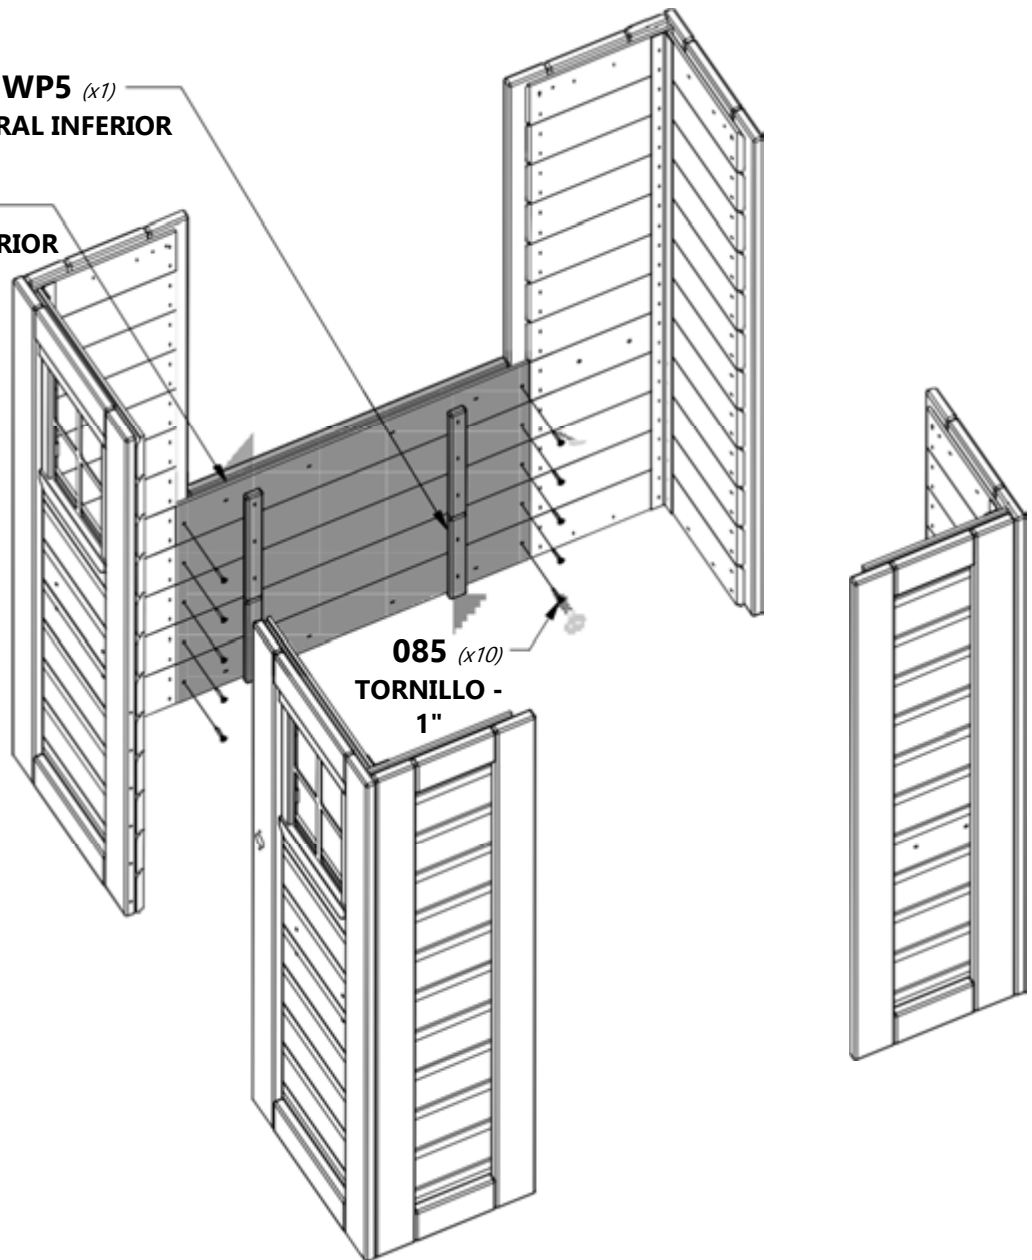 WP5 (x1)
RAL INFERIOR
RIOR
085 (x10)
TORNILLO -
1"